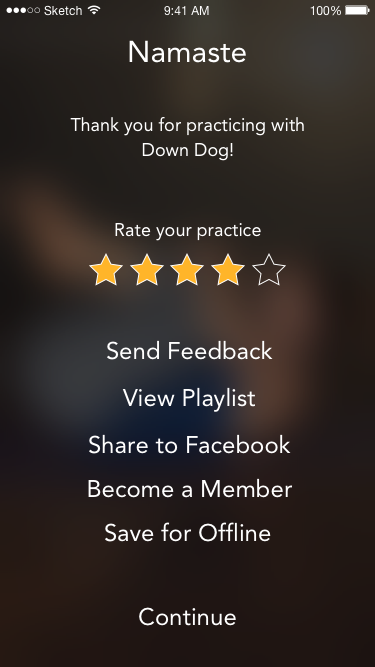 Sketch 9:41 AM 100%
Namaste
Thank you for practicing with
Down Dog!
Rate your practice
Send Feedback
View Playlist
Share to Facebook
Become a Member
Save for Offline
Continue